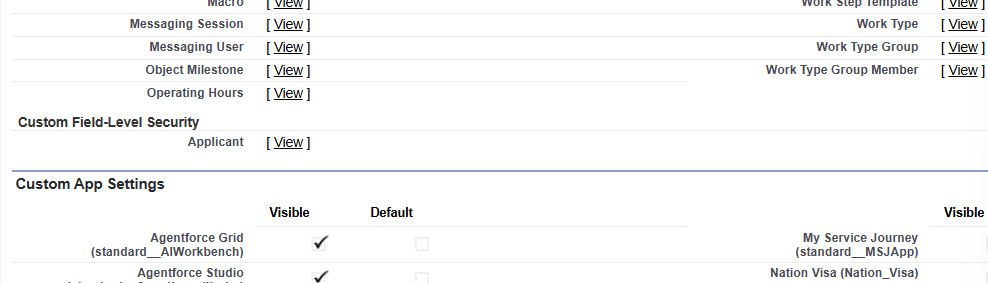 Macro [ View ] Work Step Template [ View ]
Messaging Session [ View ] Work Type [ View ]
Messaging User [ View ] Work Type Group [ View ]
Object Milestone [ View ] Work Type Group Member [ View ]
Operating Hours [ View ]
Custom Field-Level Security
Applicant [ View ]
Custom App Settings
Visible Default Visible
Agentforce Grid My Service Journey
(standard__AIWorkbench) (standard__MSJApp)
Agentforce Studio Nation Visa (Nation_Visa)